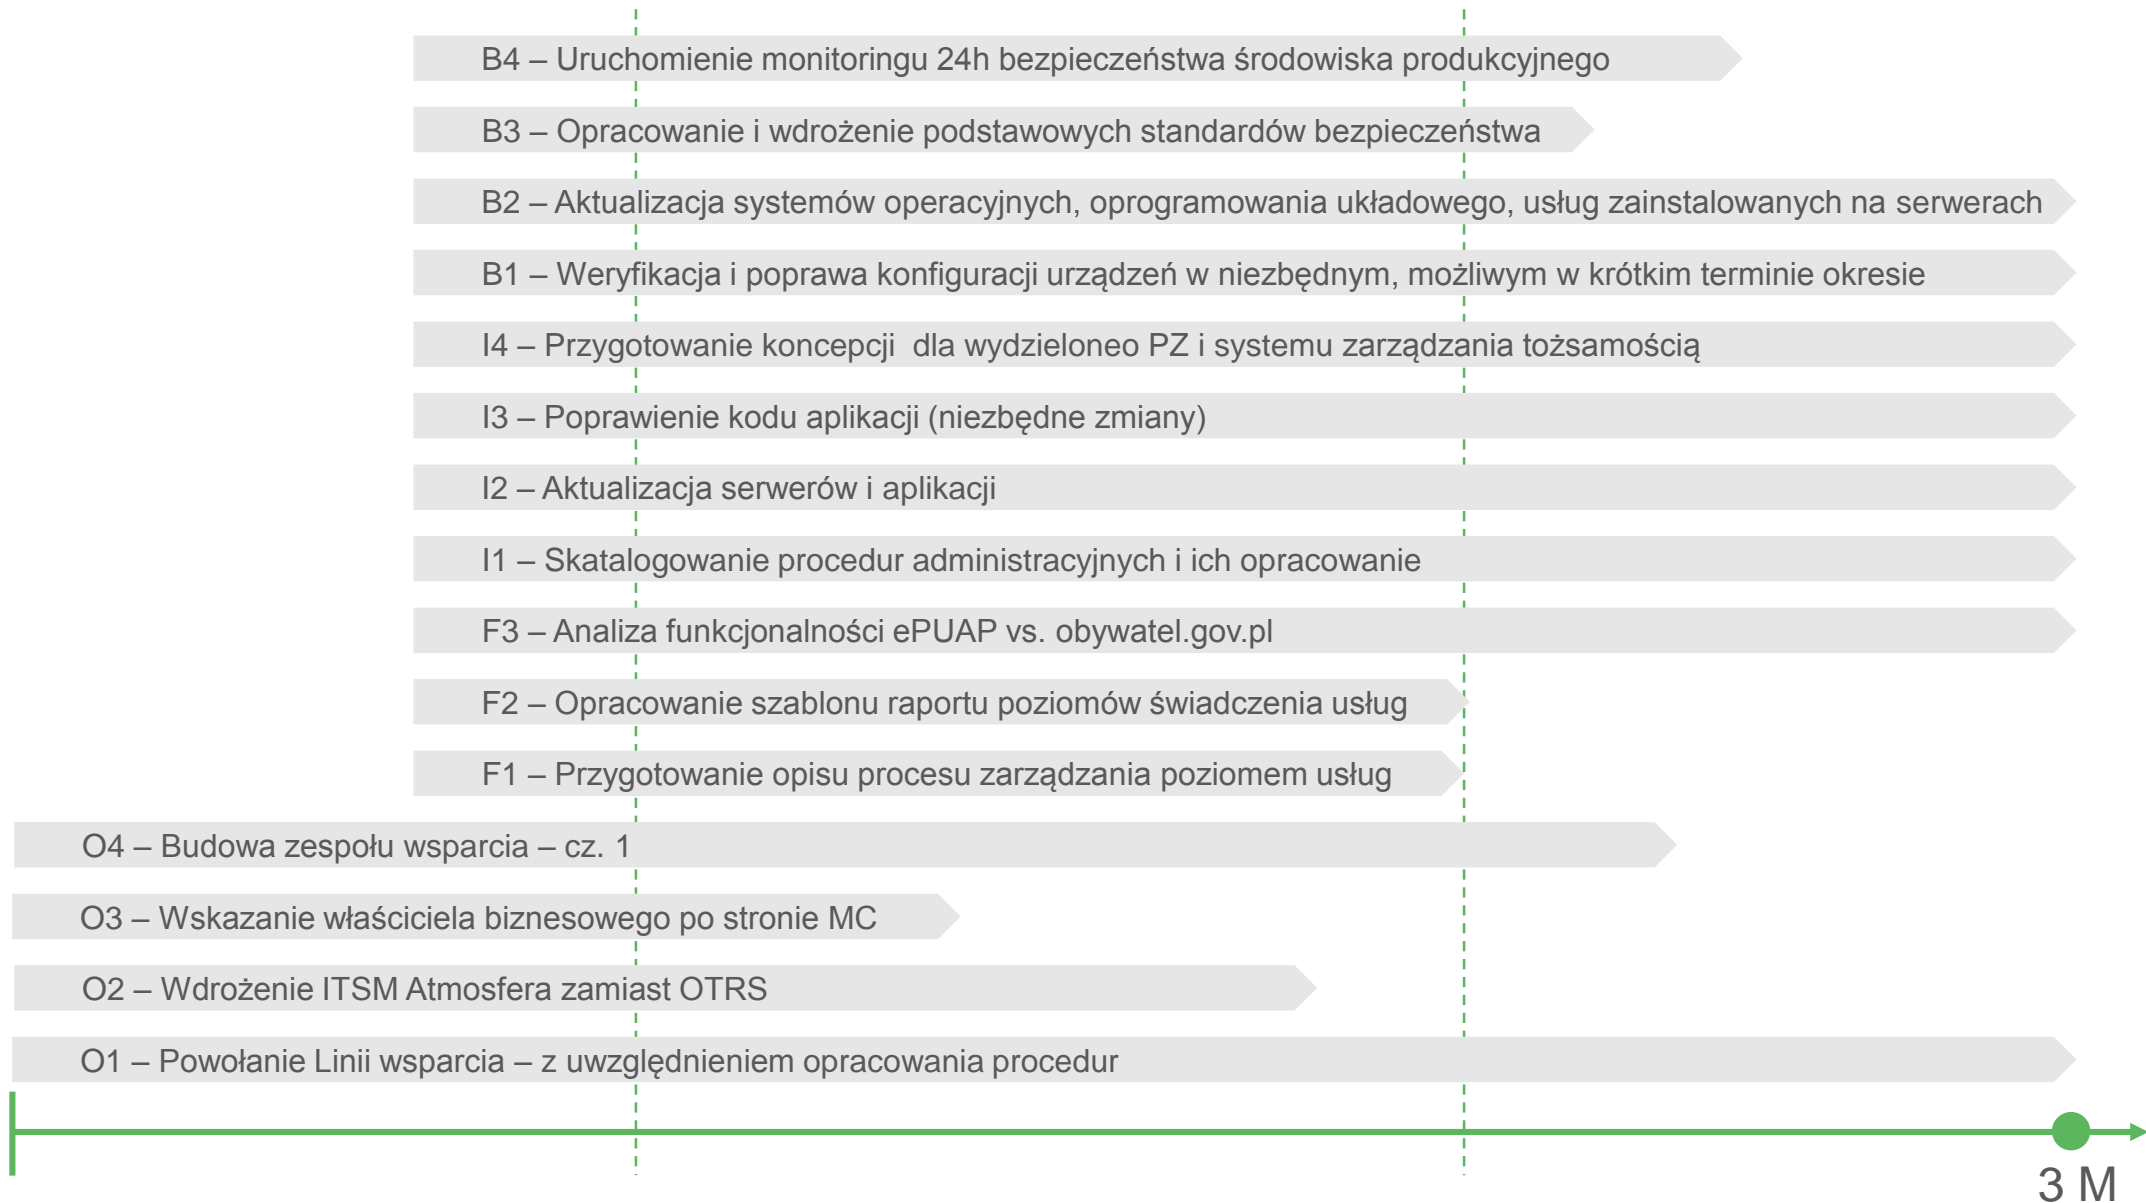 B4 – Uruchomienie monitoringu 24h bezpieczeństwa środowiska produkcyjnego
B3 – Opracowanie i wdrożenie podstawowych standardów bezpieczeństwa
B2 – Aktualizacja systemów operacyjnych, oprogramowania układowego, usług zainstalowanych na serwerach
B1 – Weryfikacja i poprawa konfiguracji urządzeń w niezbędnym, możliwym w krótkim terminie okresie
I4 – Przygotowanie koncepcji  dla wydzieloneo PZ i systemu zarządzania tożsamością
I3 – Poprawienie kodu aplikacji (niezbędne zmiany)
I2 – Aktualizacja serwerów i aplikacji
I1 – Skatalogowanie procedur administracyjnych i ich opracowanie
F3 – Analiza funkcjonalności ePUAP vs. obywatel.gov.pl
F2 – Opracowanie szablonu raportu poziomów świadczenia usług
F1 – Przygotowanie opisu procesu zarządzania poziomem usług
O4 – Budowa zespołu wsparcia – cz. 1
O3 – Wskazanie właściciela biznesowego po stronie MC
O2 – Wdrożenie ITSM Atmosfera zamiast OTRS
O1 – Powołanie Linii wsparcia – z uwzględnieniem opracowania procedur
3 M